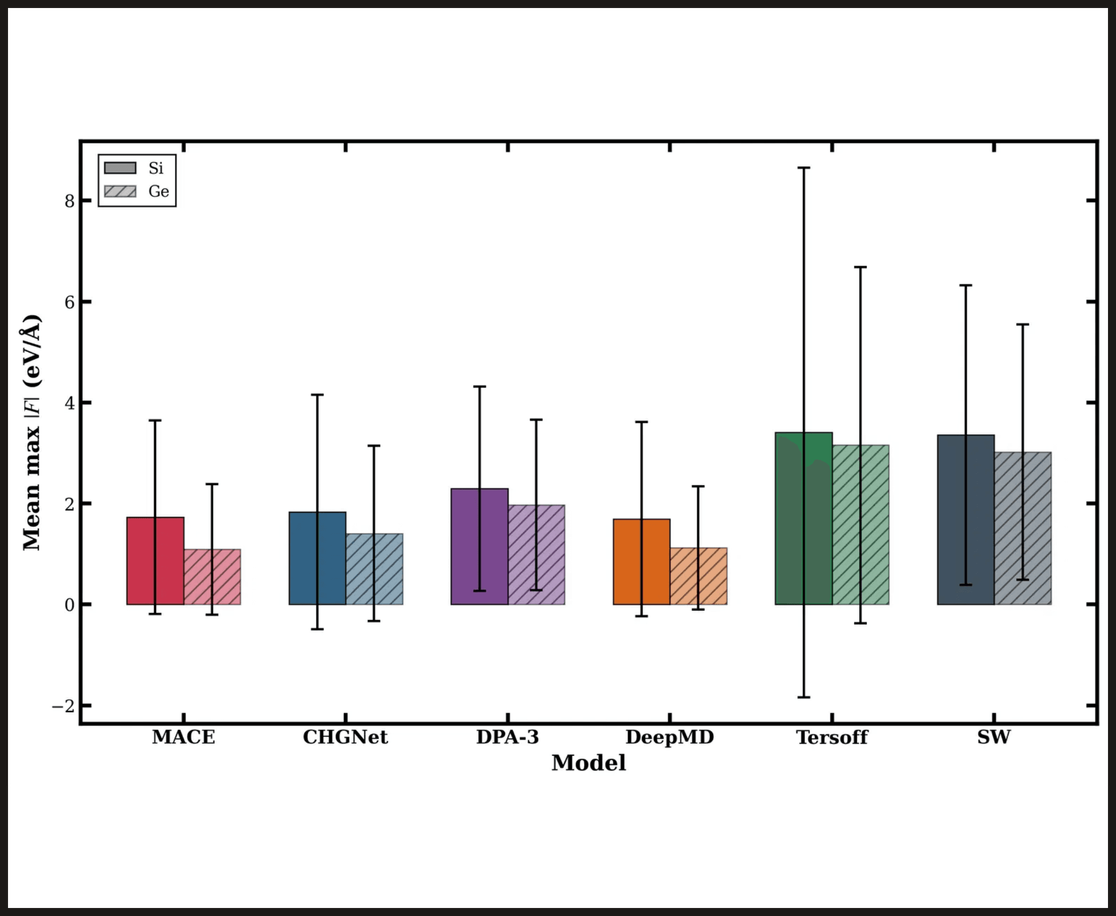 Si
Ge
8
6
4
2
0
−2
Mean max |F| (eV/Å)
MACE CHGNet DPA-3 DeepMD Tersoff SW
Model